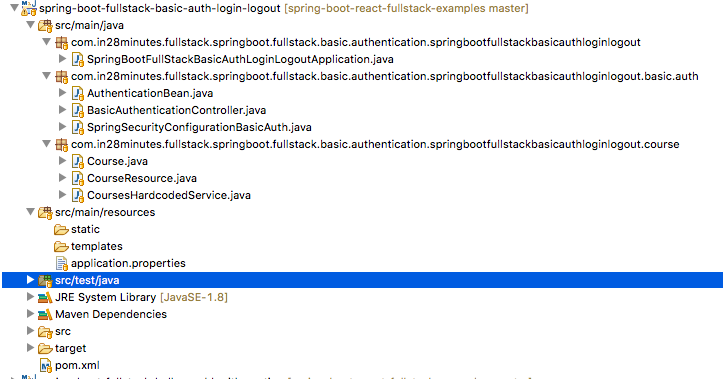 spring-boot-fullstack-basic-auth-login-logout [spring-boot-react-fullstack-examples master]
src/main/java
com.in28minutes.fullstack.springboot.fullstack.basic.authentication.springbootfullstackbasicauthloginlogout
SpringBootFullStackBasicAuthLoginLogoutApplication.java
com.in28minutes.fullstack.springboot.fullstack.basic.authentication.springbootfullstackbasicauthloginlogout.basic.auth
AuthenticationBean.java
BasicAuthenticationController.java
SpringSecurityConfigurationBasicAuth.java
com.in28minutes.fullstack.springboot.fullstack.basic.authentication.springbootfullstackbasicauthloginlogout.course
Course.java
CourseResource.java
CoursesHardcodedService.java
src/main/resources
static
templates
application.properties
src/test/java
JRE System Library [JavaSE-1.8]
Maven Dependencies
src
target
pom.xml